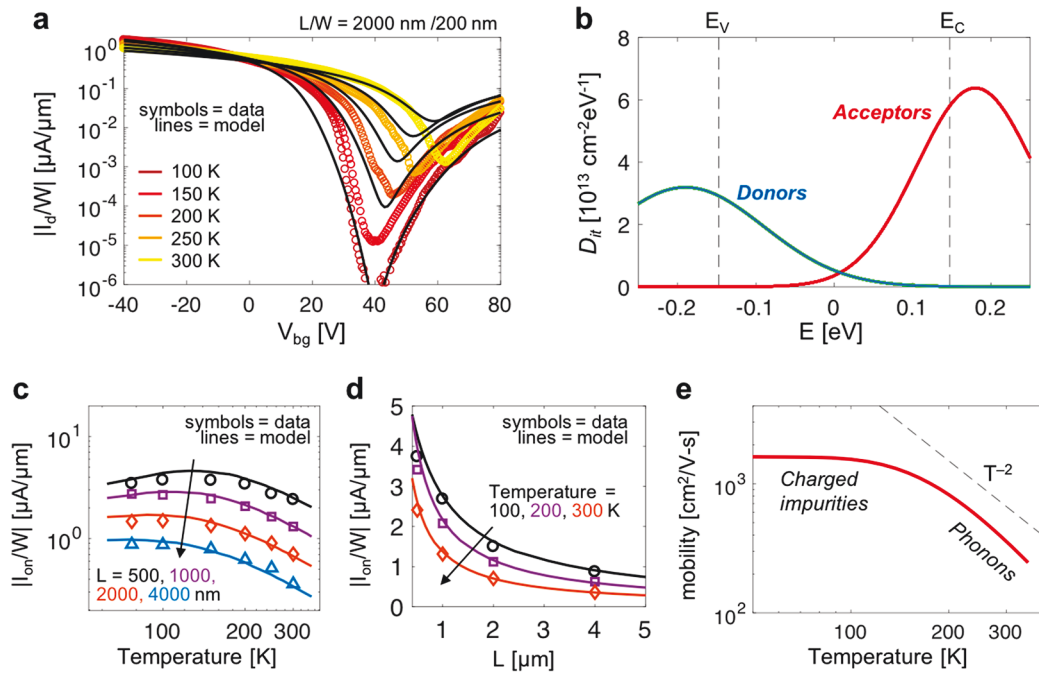 a
L/W = 2000 nm /200 nm
|I_d/W| [μA/μm]
10^0
10^-1
10^-2
10^-3
10^-4
10^-5
10^-6
symbols = data
lines = model
100 K
150 K
200 K
250 K
300 K
-40 -20 0 20 40 60 80
V_bg [V]
b
E_V E_C
D_it [10^13 cm^-2eV^-1]
8
6
4
2
0
Acceptors
Donors
-0.2 -0.1 0 0.1 0.2
E [eV]
c
symbols = data
lines = model
|I_on/W| [μA/μm]
10^1
10^0
L = 500, 1000,
2000, 4000 nm
100 200 300
Temperature [K]
d
symbols = data
lines = model
|I_on/W| [μA/μm]
5
4
3
2
1
0
Temperature =
100, 200, 300 K
1 2 3 4 5
L [μm]
e
mobility [cm^2/V-s]
10^3
10^2
T^-2
Charged
impurities
Phonons
100 200 300
Temperature [K]